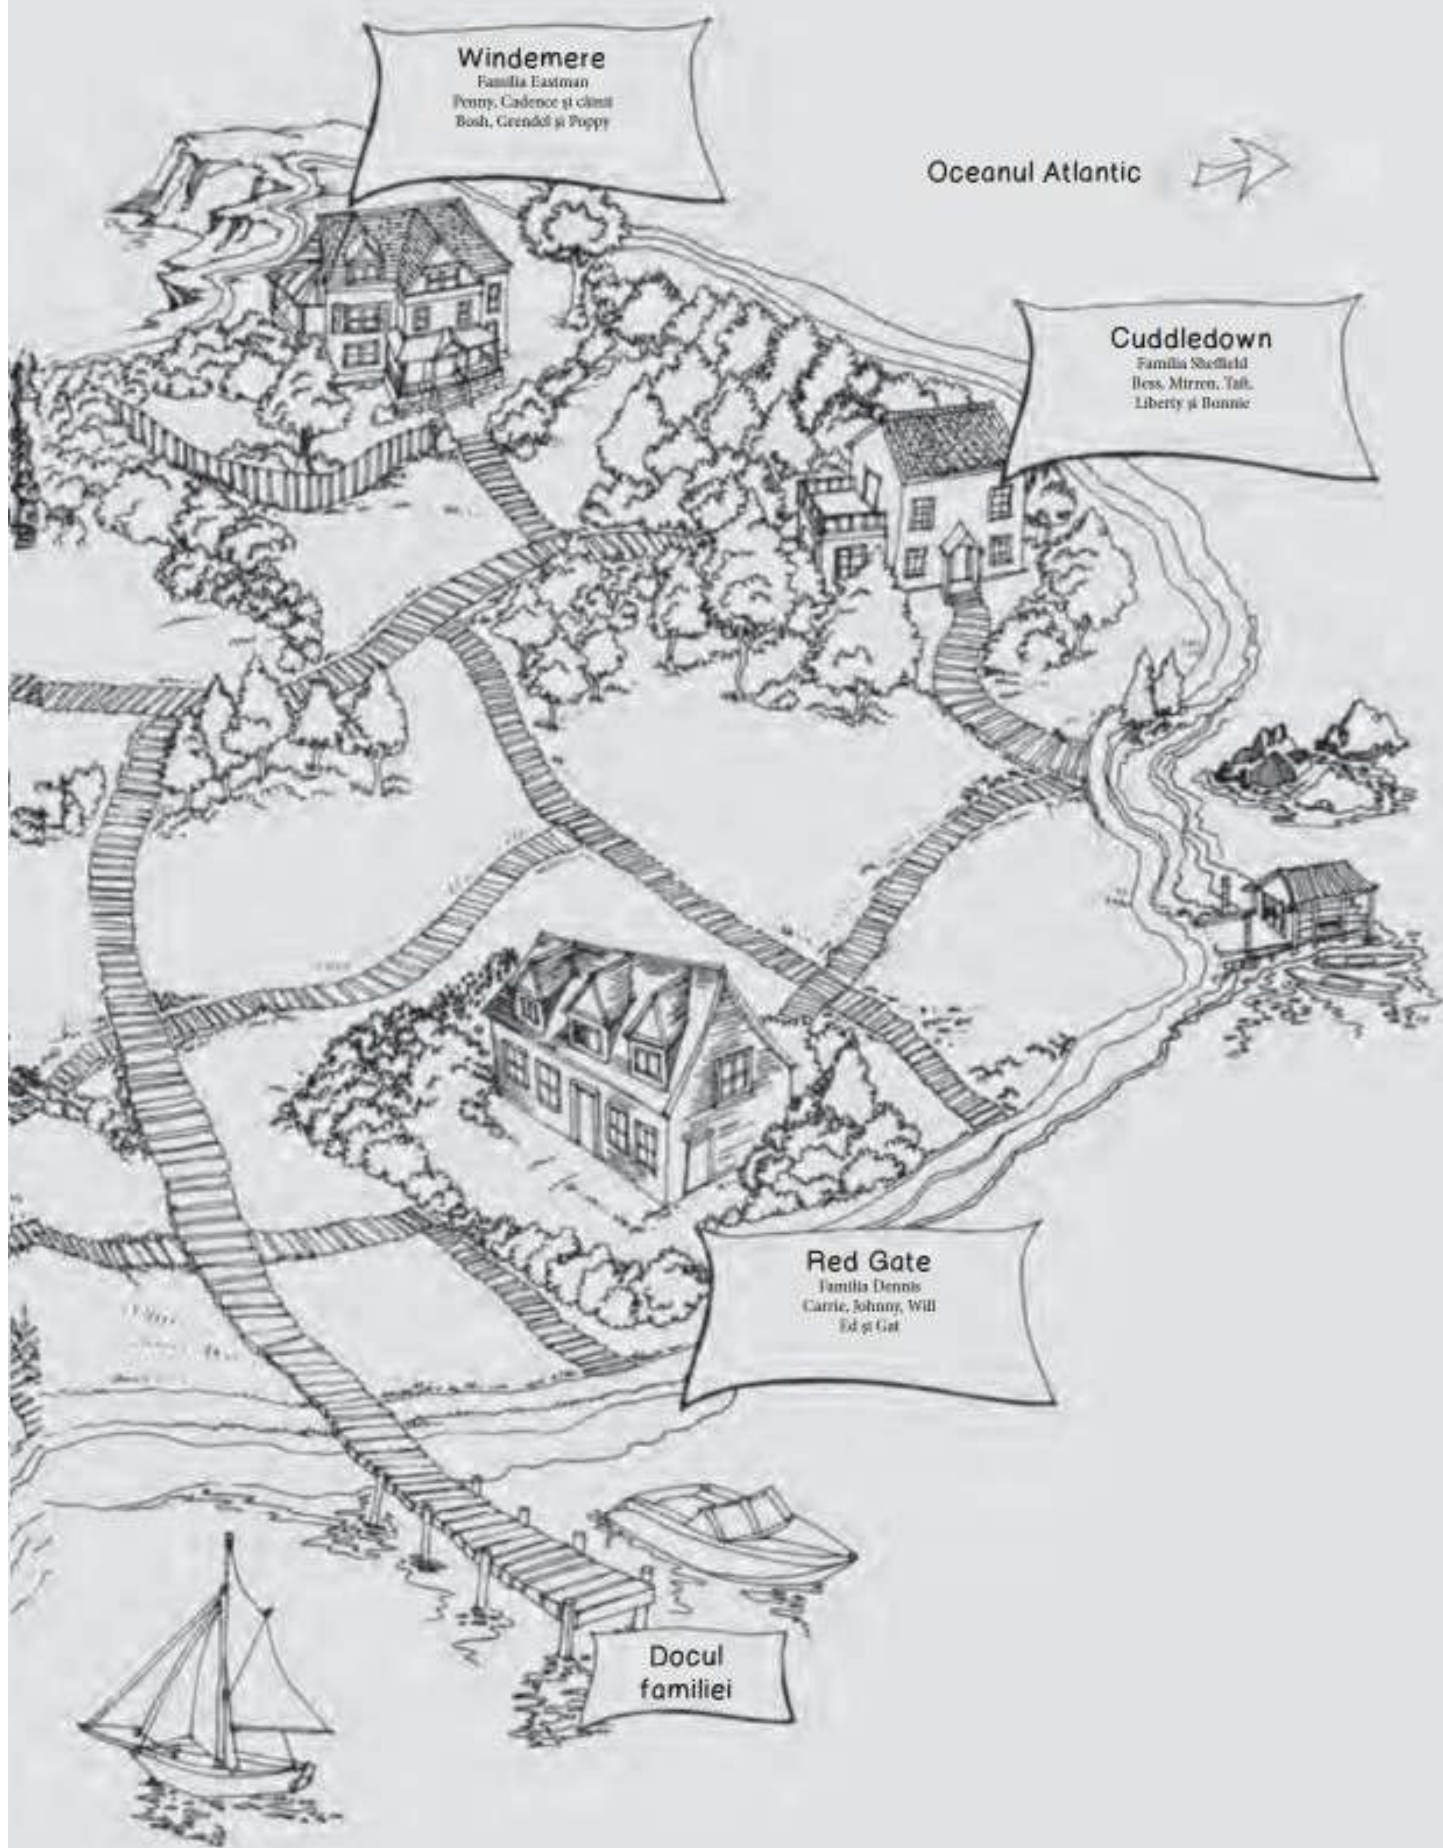 Windemere
Familia Eastman
Penny, Cadence și câinii
Bosh, Grendel și Poppy
Oceanul Atlantic
Cuddledown
Familia Sheffield
Bess, Mirren, Taft,
Liberty și Bonnie
Red Gate
Familia Dennis
Carrie, Johnny, Will
Ed și Gat
Docul
familiei